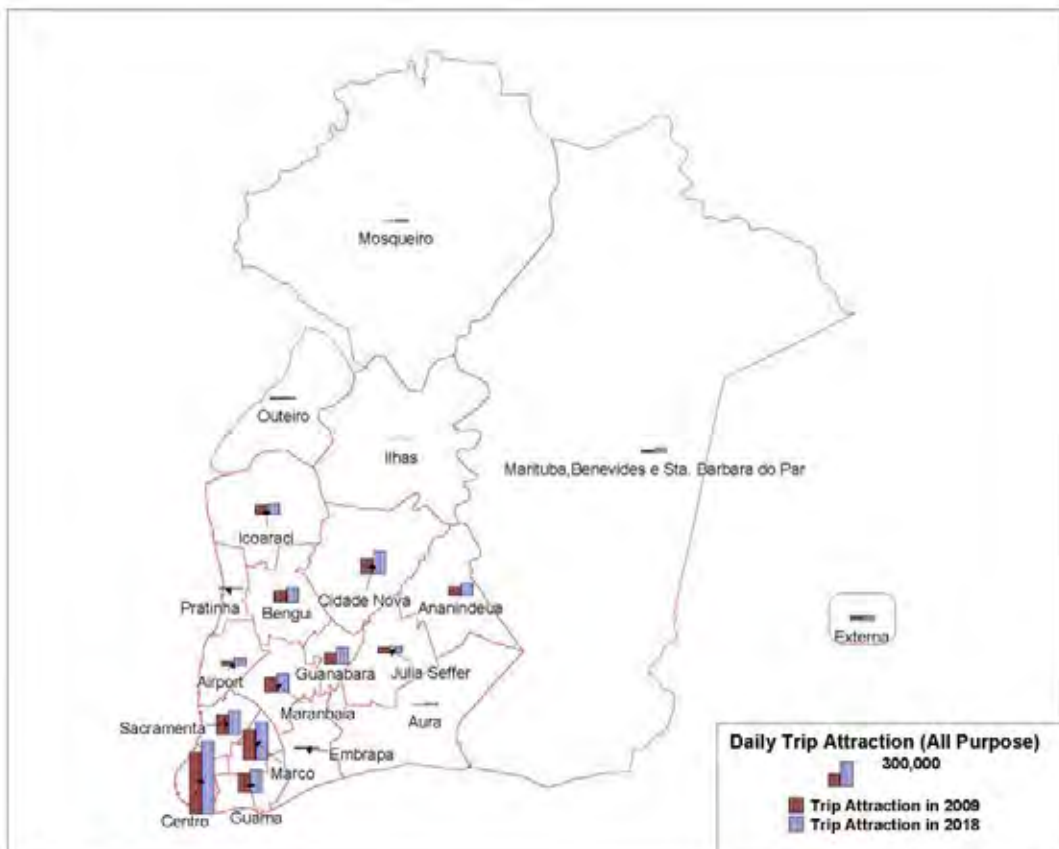 Mosqueiro
Outeiro
Ilhas
Marituba,Benevides e Sta. Barbara do Par
Icoaraci
Pratinha
Bengui
Cidade Nova
Ananindeua
Externa
Airport
Guanabara
Julia Seffer
Maranbaia
Aura
Sacramenta
Embrapa
Marco
Centro
Guama
Daily Trip Attraction (All Purpose)
300,000
Trip Attraction in 2009
Trip Attraction in 2018